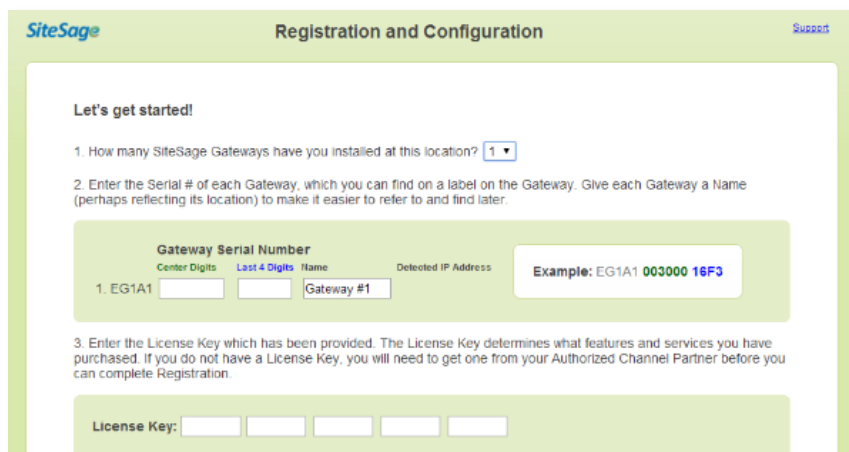 SiteSage
Registration and Configuration
Support
Let's get started!
1. How many SiteSage Gateways have you installed at this location? 1
2. Enter the Serial # of each Gateway, which you can find on a label on the Gateway. Give each Gateway a Name
(perhaps reflecting its location) to make it easier to refer to and find later.
Gateway Serial Number
Center Digits Last 4 Digits Name Detected IP Address
1. EG1A1 Gateway #1
Example: EG1A1 003000 16F3
3. Enter the License Key which has been provided. The License Key determines what features and services you have
purchased. If you do not have a License Key, you will need to get one from your Authorized Channel Partner before you
can complete Registration.
License Key: